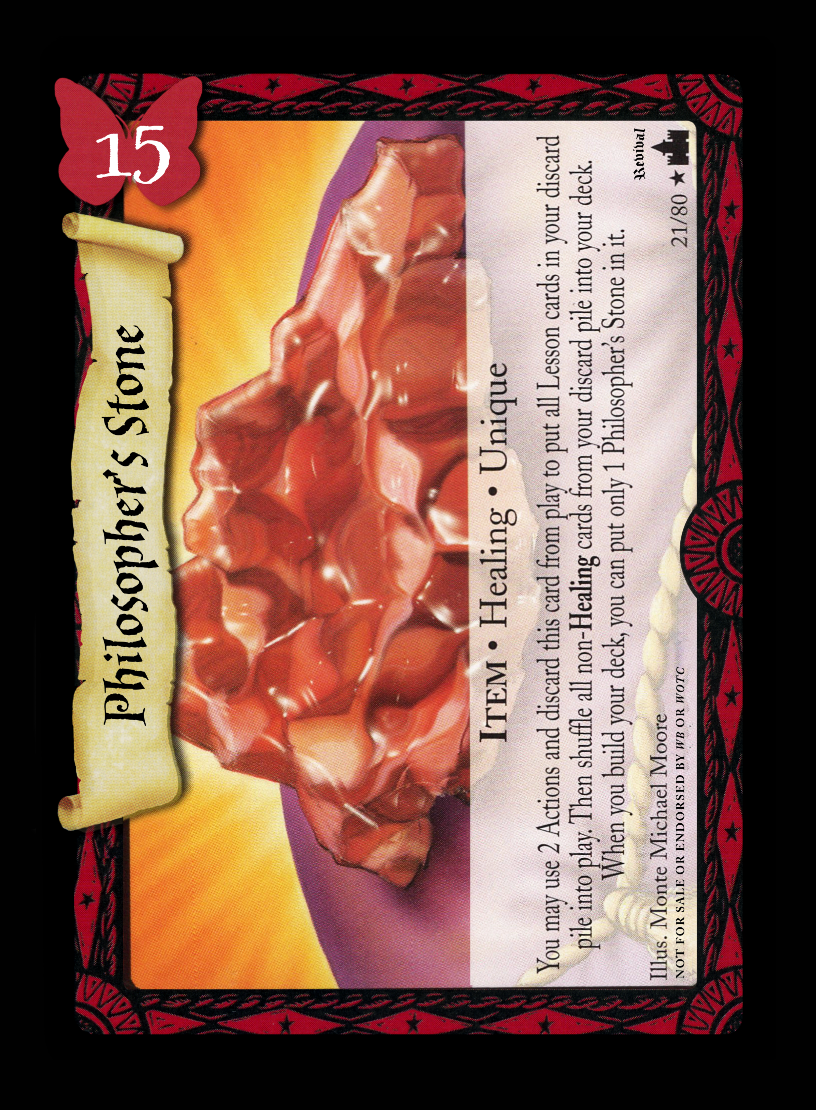 15
Philosopher's Stone
ITEM • Healing • Unique
You may use 2 Actions and discard this card from play to put all Lesson cards in your discard
pile into play. Then shuffle all non-Healing cards from your discard pile into your deck.
When you build your deck, you can put only 1 Philosopher's Stone in it.
Illus. Monte Michael Moore
NOT FOR SALE OR ENDORSED BY WB OR WOTC
21/80 ★
Revival